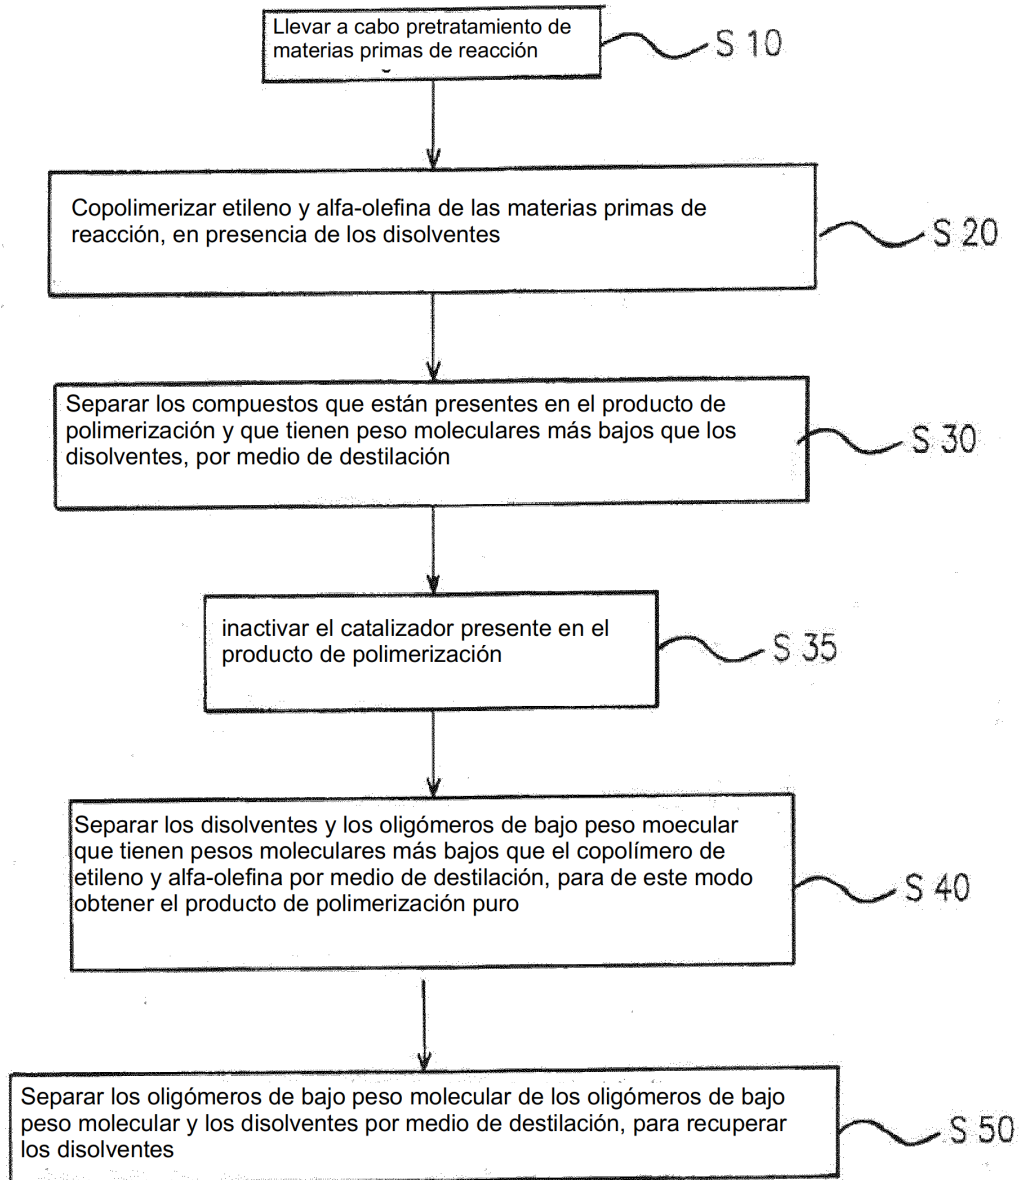 Llevar a cabo pretratamiento de
materias primas de reacción
S 10
Copolimerizar etileno y alfa-olefina de las materias primas de
reacción, en presencia de los disolventes
S 20
Separar los compuestos que están presentes en el producto de
polimerización y que tienen peso moleculares más bajos que los
disolventes, por medio de destilación
S 30
inactivar el catalizador presente en el
producto de polimerización
S 35
Separar los disolventes y los oligómeros de bajo peso moecular
que tienen pesos moleculares más bajos que el copolímero de
etileno y alfa-olefina por medio de destilación, para de este modo
obtener el producto de polimerización puro
S 40
Separar los oligómeros de bajo peso molecular de los oligómeros de bajo
peso molecular y los disolventes por medio de destilación, para recuperar
los disolventes
S 50